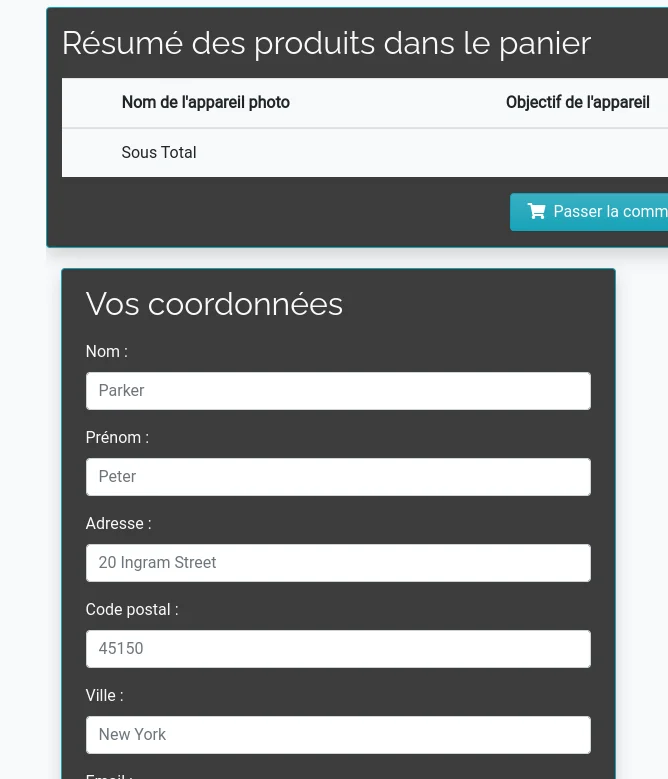 Résumé des produits dans le panier
Nom de l'appareil photo Objectif de l'appareil
Sous Total
Passer la comm
Vos coordonnées
Nom :
Parker
Prénom :
Peter
Adresse :
20 Ingram Street
Code postal :
45150
Ville :
New York
Email :